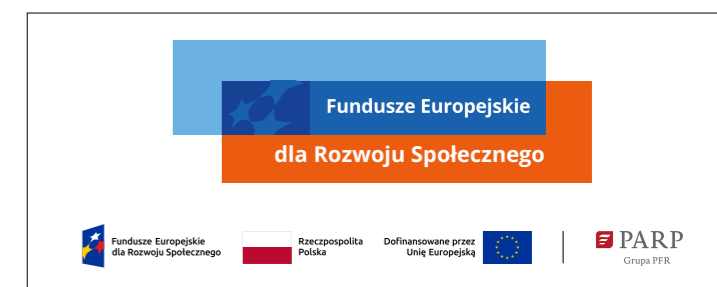 Fundusze Europejskie
dla Rozwoju Społecznego
Fundusze Europejskie
dla Rozwoju Społecznego
Rzeczpospolita
Polska
Dofinansowane przez
Unię Europejską
PARP
Grupa PFR